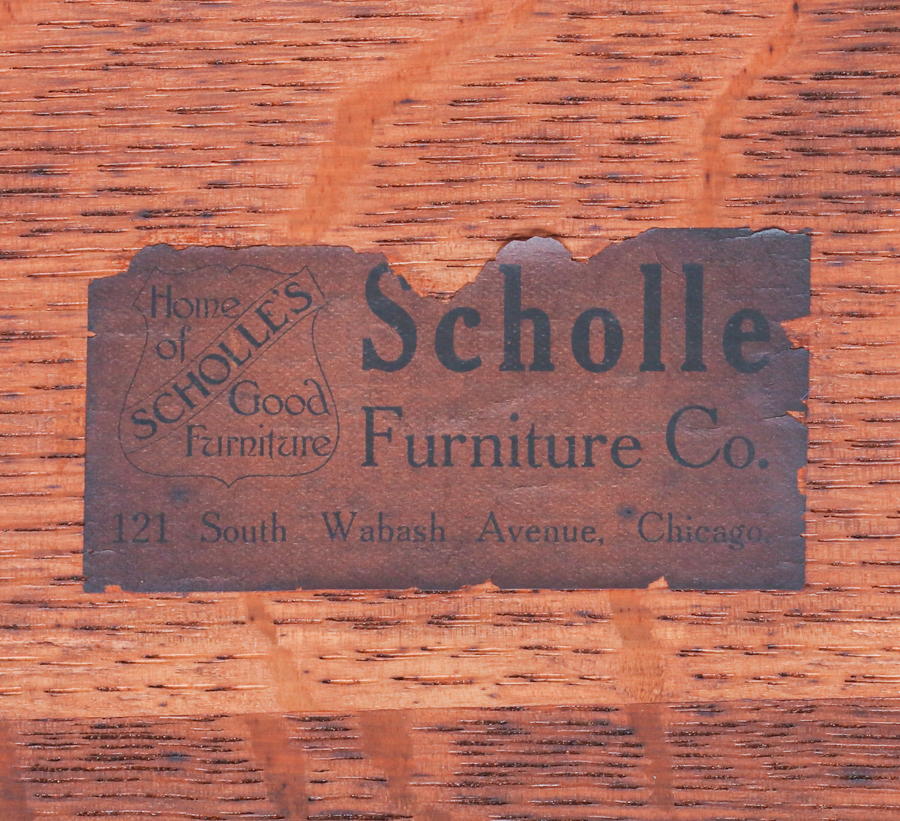 Home
of
SCHOLLE'S
Good
Furniture
Scholle
Furniture Co.
121 South Wabash Avenue, Chicago.